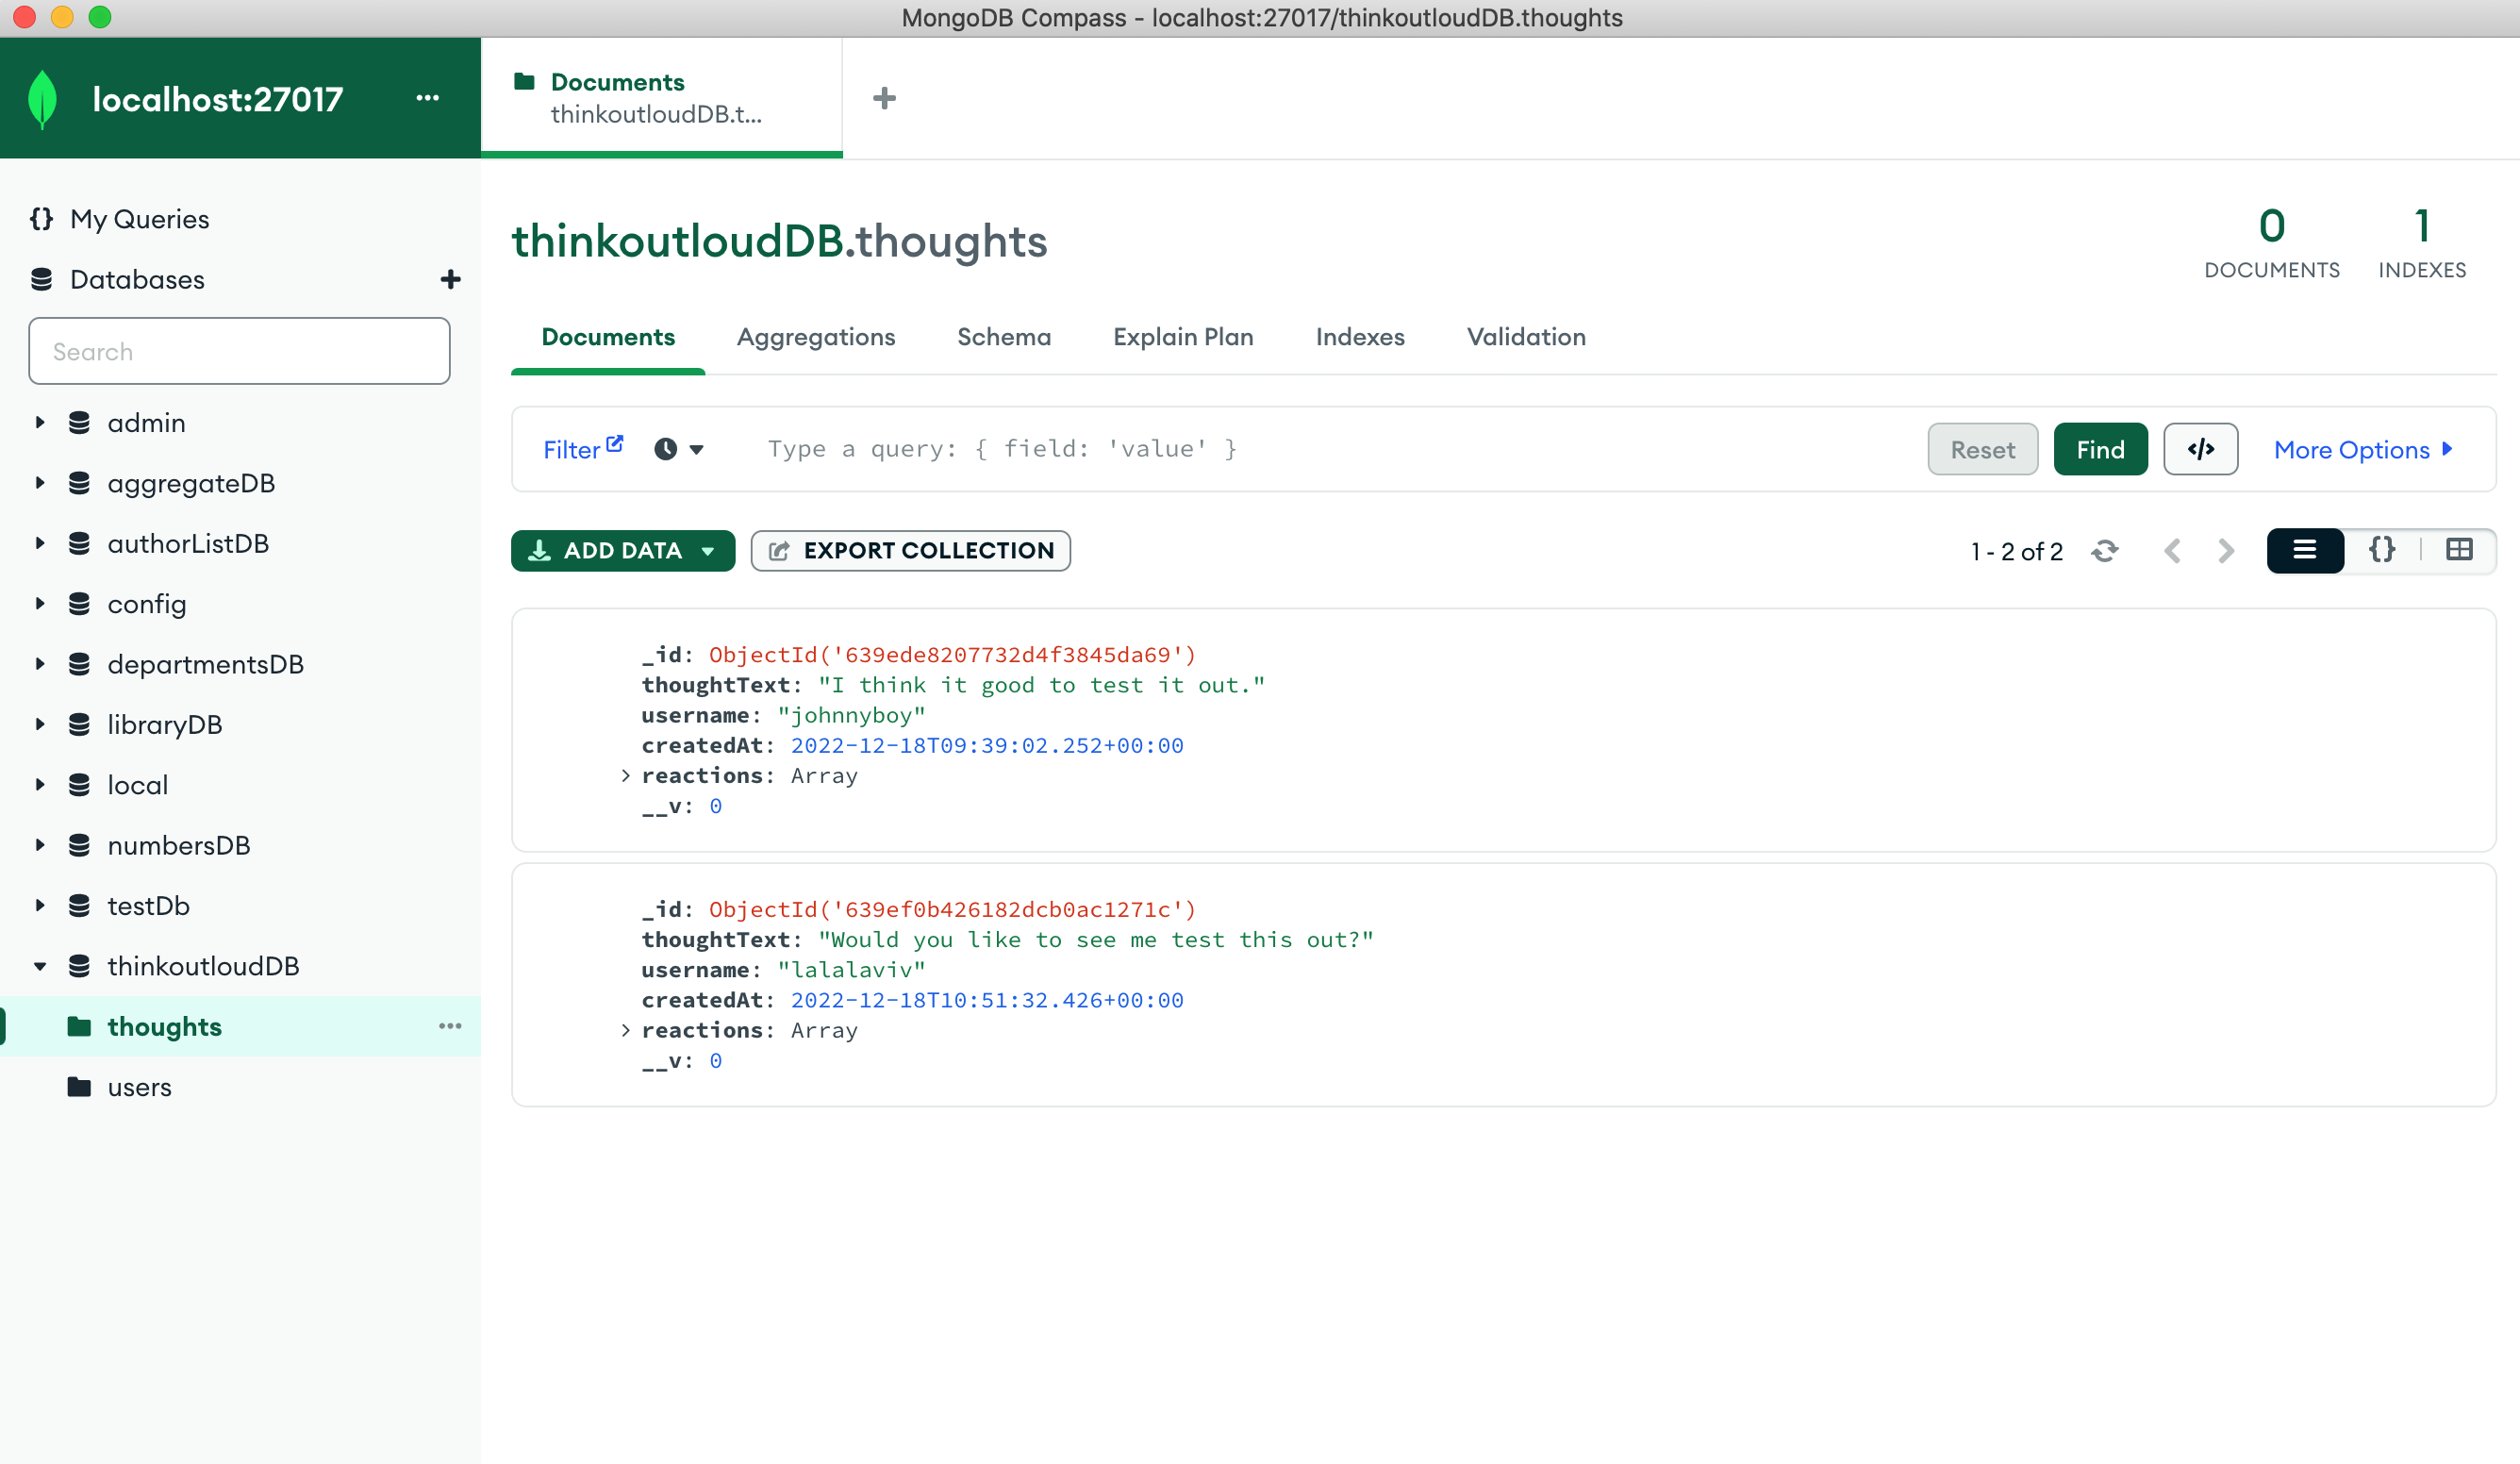 MongoDB Compass - localhost:27017/thinkoutloudDB.thoughts
localhost:27017
My Queries
Databases
Search
admin
aggregateDB
authorListDB
config
departmentsDB
libraryDB
local
numbersDB
testDb
thinkoutloudDB
thoughts
users
Documents
thinkoutloudDB.t...
thinkoutloudDB.thoughts
0 DOCUMENTS
1 INDEXES
Documents Aggregations Schema Explain Plan Indexes Validation
Filter Type a query: { field: 'value' } Reset Find </> More Options
ADD DATA EXPORT COLLECTION 1 - 2 of 2 {}
_id: ObjectId('639ede8207732d4f3845da69')
thoughtText: "I think it good to test it out."
username: "johnnyboy"
createdAt: 2022-12-18T09:39:02.252+00:00
reactions: Array
__v: 0
_id: ObjectId('639ef0b426182dcb0ac1271c')
thoughtText: "Would you like to see me test this out?"
username: "lalalaviv"
createdAt: 2022-12-18T10:51:32.426+00:00
reactions: Array
__v: 0